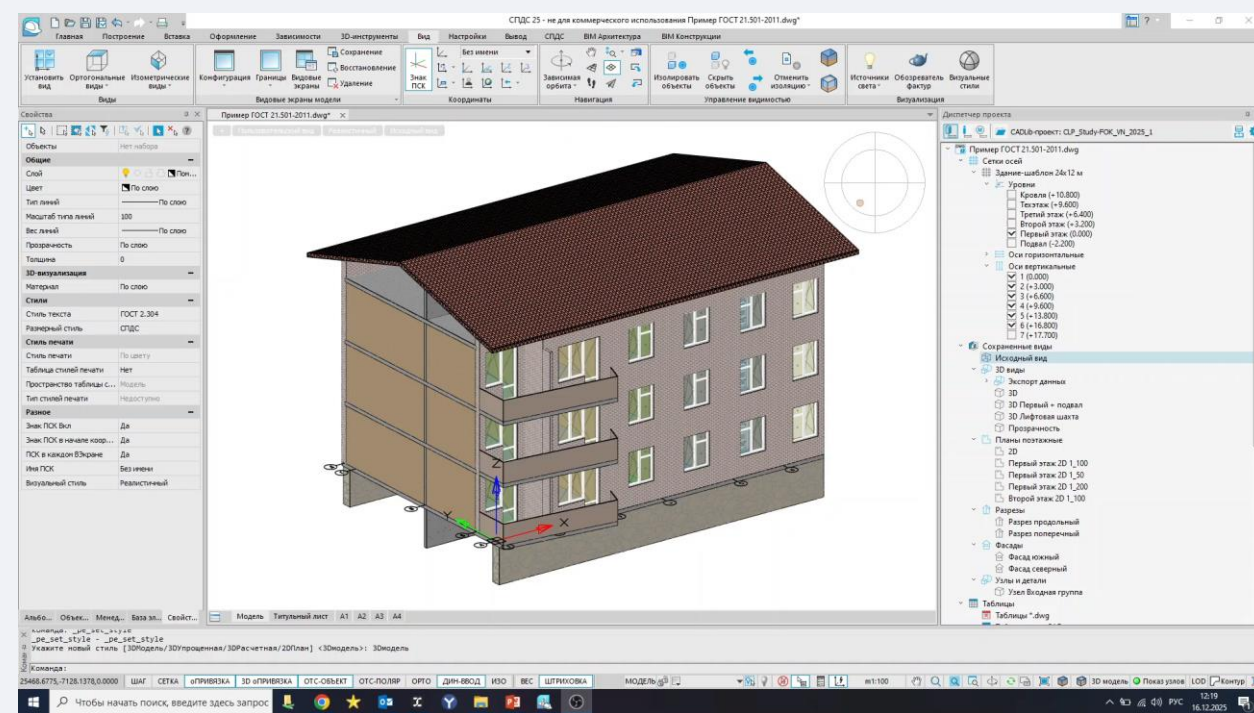 СПДС 25 - не для коммерческого использования Пример ГОСТ 21.501-2011.dwg*
Главная Построение Вставка Оформление Зависимости 3D-инструменты Вид Настройки Вывод СПДС BIM Архитектура BIM Конструкции
Установить вид
Ортогональные виды
Изометрические виды
Виды
Конфигурация
Границы
Видовые экраны
Сохранение
Восстановление
Удаление
Видовые экраны модели
Знак ПСК
Без имени
Координаты
Зависимая орбита
Навигация
Изолировать объекты
Скрыть объекты
Отменить изоляцию
Управление видимостью
Источники света
Обозреватель фактур
Визуальные стили
Визуализация
Свойства
Объекты Нет набора
Общие
Слой Пон...
Цвет По слою
Тип линий По слою
Масштаб типа линий 100
Вес линий По слою
Прозрачность По слою
Толщина 0
3D-визуализация
Материал По слою
Стили
Стиль текста ГОСТ 2.304
Размерный стиль СПДС
Стиль печати
Стиль печати По цвету
Таблица стилей печати Нет
Пространство таблицы с... Модель
Тип стилей печати Недоступно
Разное
Знак ПСК Вкл Да
Знак ПСК в начале коор... Да
ПСК в каждом ВЭкране Да
Имя ПСК Без имени
Визуальный стиль Реалистичный
Альбо... Объек... Менед... База эл... Свойст...
Пример ГОСТ 21.501-2011.dwg*
Z
Y
X
Модель Титульный лист А1 А2 А3 А4
Диспетчер проекта
CADLib-проект: CLP_Study-FOK_VN_2025_1
Пример ГОСТ 21.501-2011.dwg
Сетки осей
Здание-шаблон 24x12 м
Уровни
Кровля (+10.800)
Техэтаж (+9.600)
Третий этаж (+6.400)
Второй этаж (+3.200)
Первый этаж (0.000)
Подвал (-2.200)
Оси горизонтальные
Оси вертикальные
1 (0.000)
2 (+3.000)
3 (+6.600)
4 (+9.600)
5 (+13.800)
6 (+16.800)
7 (+17.700)
Сохраненные виды
Исходный вид
3D виды
Экспорт данных
3D
3D Первый + подвал
3D Лифтовая шахта
Прозрачность
Планы поэтажные
2D
Первый этаж 2D 1_100
Первый этаж 2D 1_50
Первый этаж 2D 1_200
Второй этаж 2D 1_100
Разрезы
Разрез продольный
Разрез поперечный
Фасады
Фасад южный
Фасад северный
Узлы и детали
Узел Входная группа
Таблицы
Таблицы *.dwg
_pe_set_style - _pe_set_style
Укажите новый стиль [3DМодель/3DУпрощенная/3DРасчетная/2DПлан] <3Dмодель>: 3Dмодель
Команда:
25468.6775,-7128.1378,0.0000 ШАГ СЕТКА оПРИВЯЗКА 3D оПРИВЯЗКА ОТС-ОБЪЕКТ ОТС-ПОЛЯР ОРТО ДИН-ВВОД ИЗО ВЕС ШТРИХОВКА МОДЕЛЬ m1:100 3D модель Показ узлов LOD Контур
Чтобы начать поиск, введите здесь запрос
РУС
12:19
16.12.2025